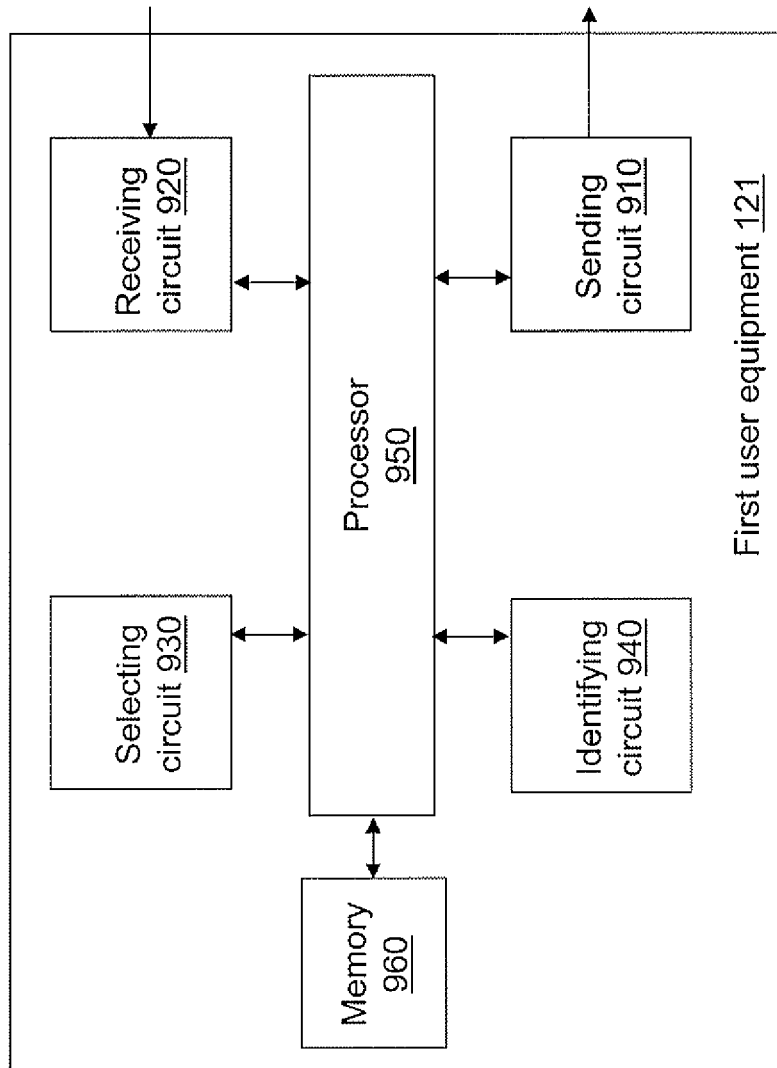 Memory
960
Selecting
circuit 930
Receiving
circuit 920
Processor
950
Identifying
circuit 940
Sending
circuit 910
First user equipment 121